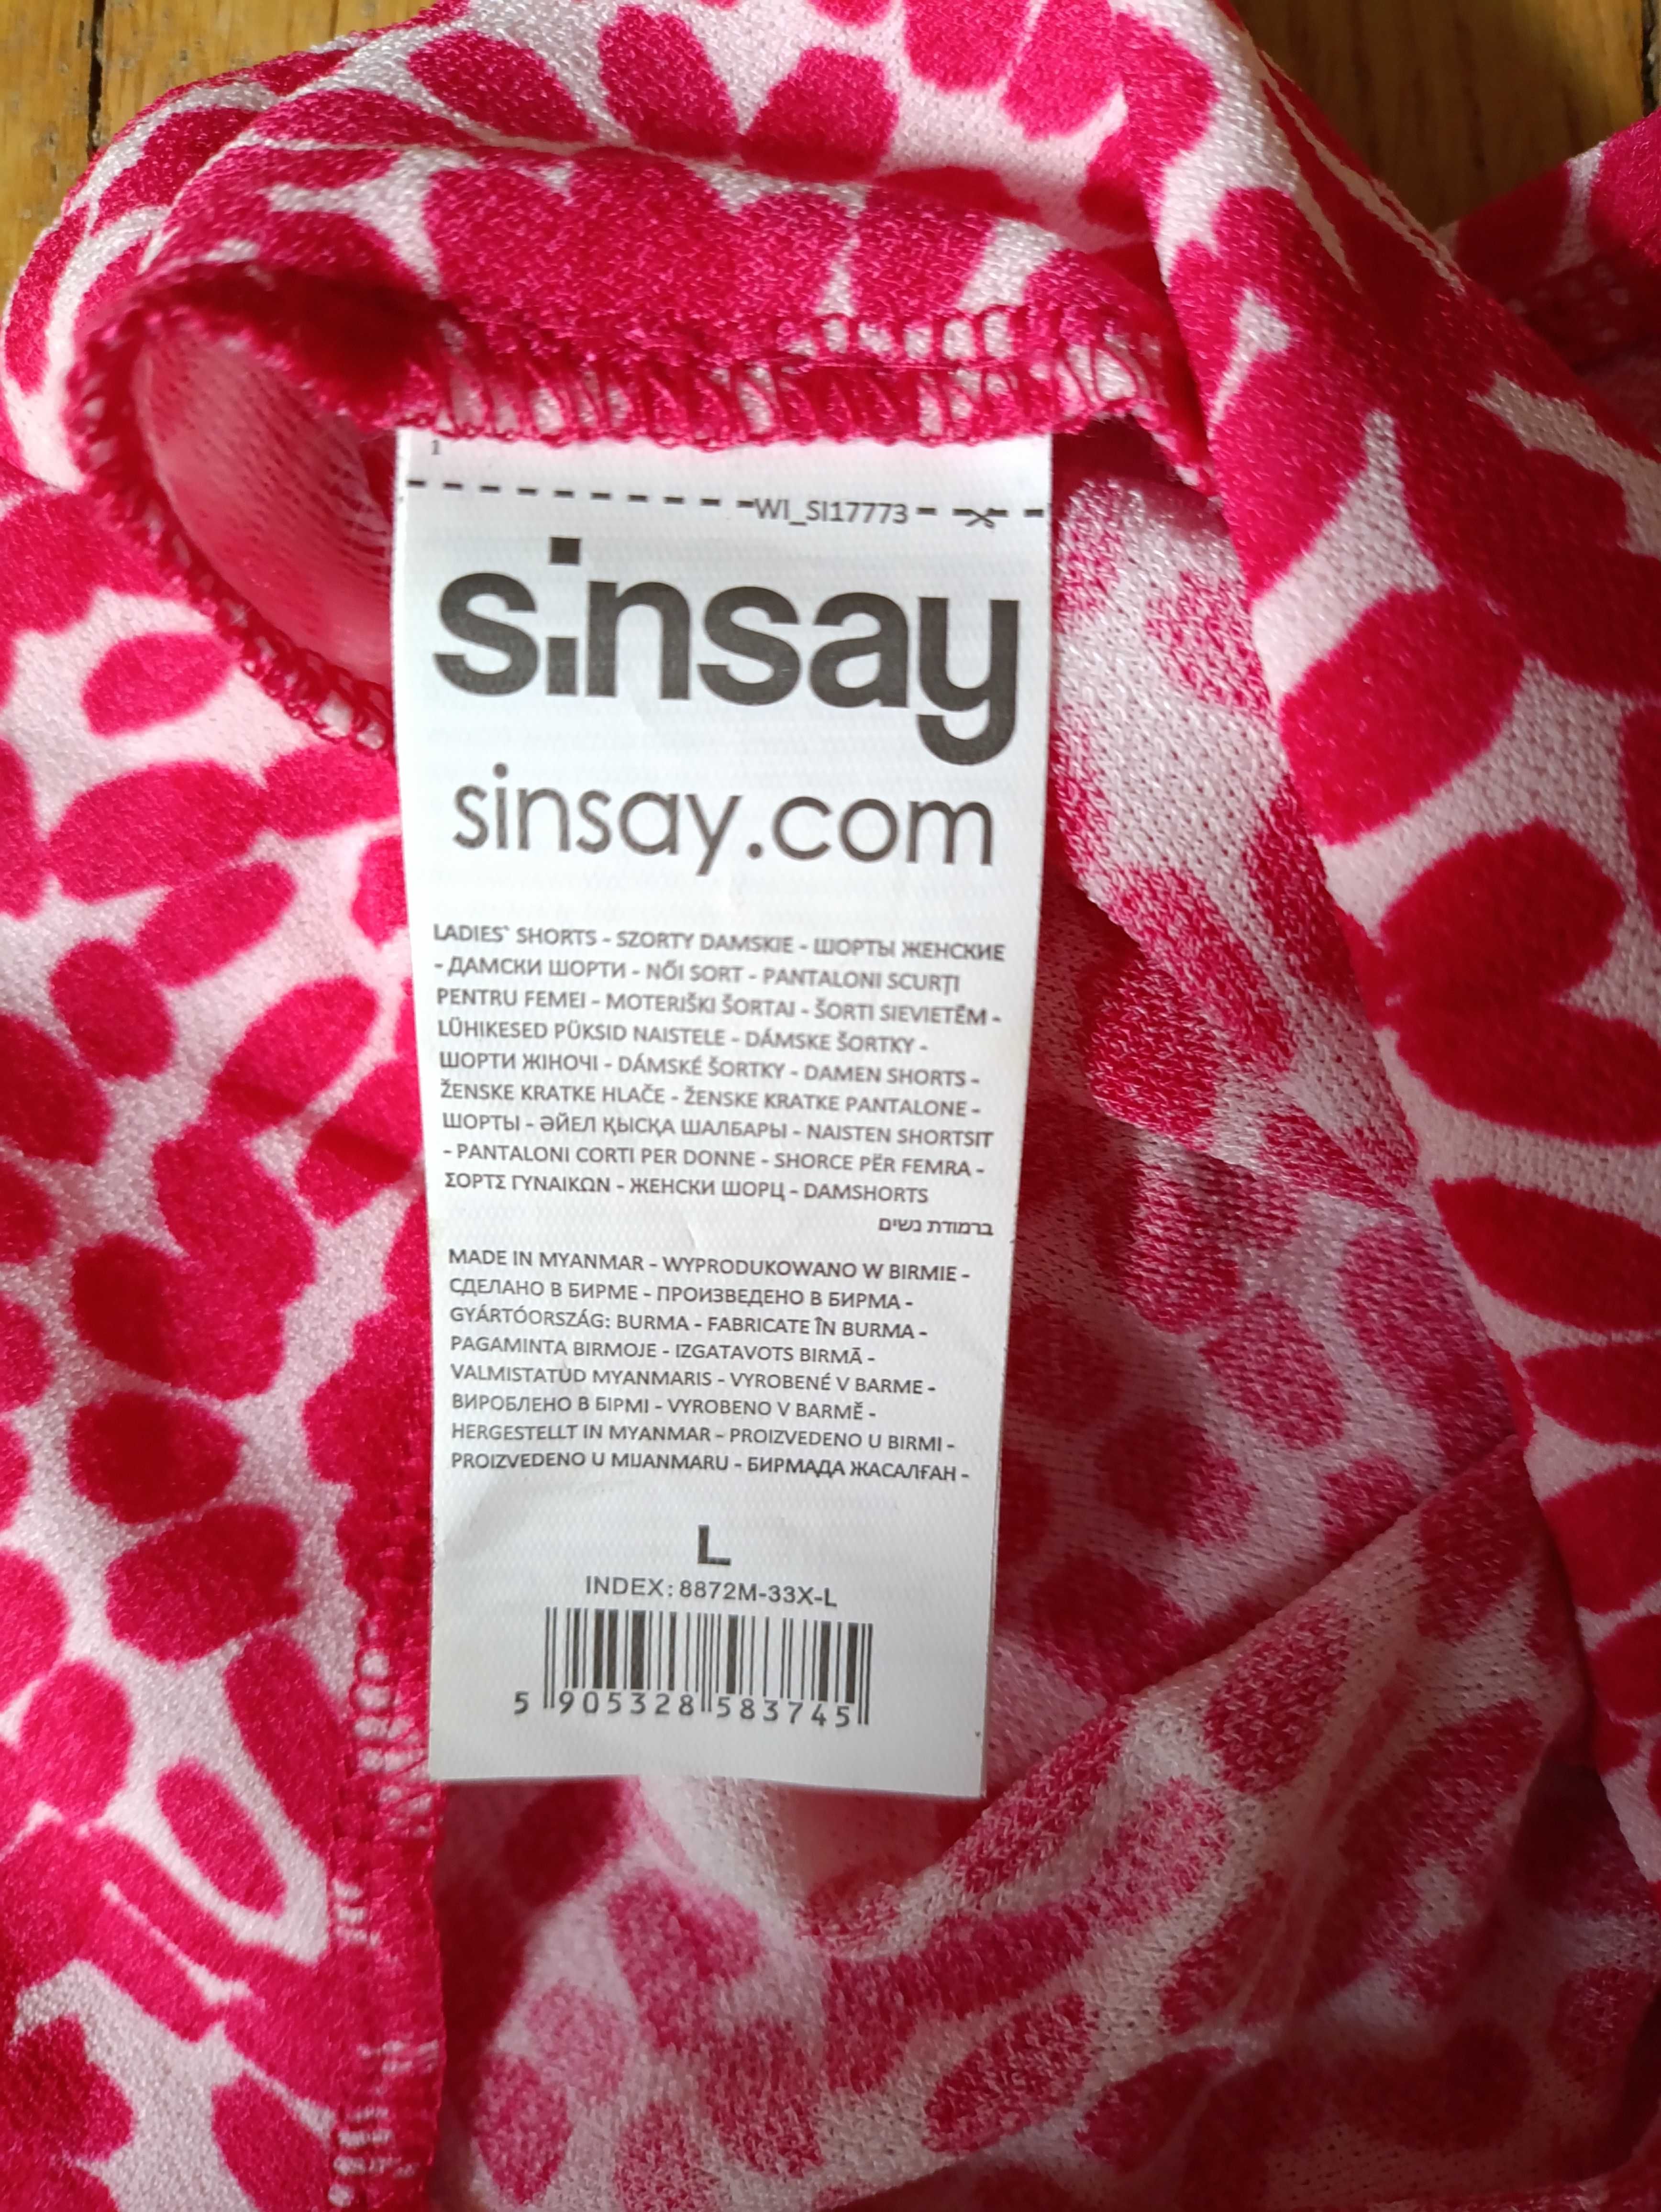 1
WI_SI17773
sinsay
sinsay.com
LADIES` SHORTS - SZORTY DAMSKIE - ШОРТЫ ЖЕНСКИЕ
- ДАМСКИ ШОРТИ - NŐI SORT - PANTALONI SCURȚI
PENTRU FEMEI - MOTERIŠKI ŠORTAI - ŠORTI SIEVIETĒM -
LÜHIKESED PÜKSID NAISTELE - DÁMSKE ŠORTKY -
ШОРТИ ЖІНОЧІ - DÁMSKÉ ŠORTKY - DAMEN SHORTS -
ŽENSKE KRATKE HLAČE - ŽENSKE KRATKE PANTALONE -
ШОРТЫ - ӘЙЕЛ ҚЫСҚА ШАЛБАРЫ - NAISTEN SHORTSIT
- PANTALONI CORTI PER DONNE - SHORCE PËR FEMRA -
ΣΟΡΤΣ ΓΥΝΑΙΚΩΝ - ЖЕНСКИ ШОРЦ - DAMSHORTS
ברמודת נשים
MADE IN MYANMAR - WYPRODUKOWANO W BIRMIE -
СДЕЛАНО В БИРМЕ - ПРОИЗВЕДЕНО В БИРМА -
GYÁRTÓORSZÁG: BURMA - FABRICATE ÎN BURMA -
PAGAMINTA BIRMOJE - IZGATAVOTS BIRMĀ -
VALMISTATUD MYANMARIS - VYROBENÉ V BARME -
ВИРОБЛЕНО В БІРМІ - VYROBENO V BARMĚ -
HERGESTELLT IN MYANMAR - PROIZVEDENO U BIRMI -
PROIZVEDENO U MIJANMARU - БИРМАДА ЖАСАЛҒАН -
L
INDEX: 8872M-33X-L
5 905328 583745